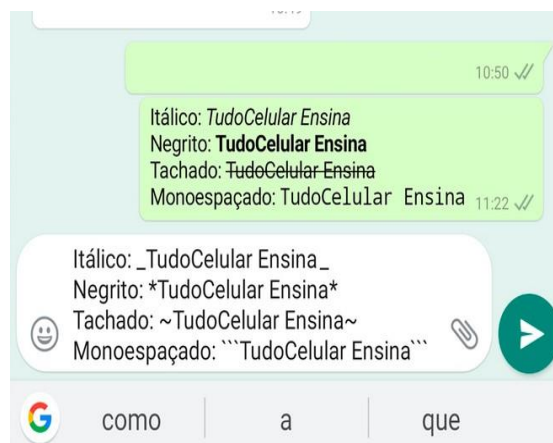 10:50
Itálico: TudoCelular Ensina
Negrito: TudoCelular Ensina
Tachado: TudoCelular Ensina
Monoespaçado: TudoCelular Ensina 11:22
Itálico: _TudoCelular Ensina_
Negrito: *TudoCelular Ensina*
Tachado: ~TudoCelular Ensina~
Monoespaçado: ```TudoCelular Ensina```
G como a que